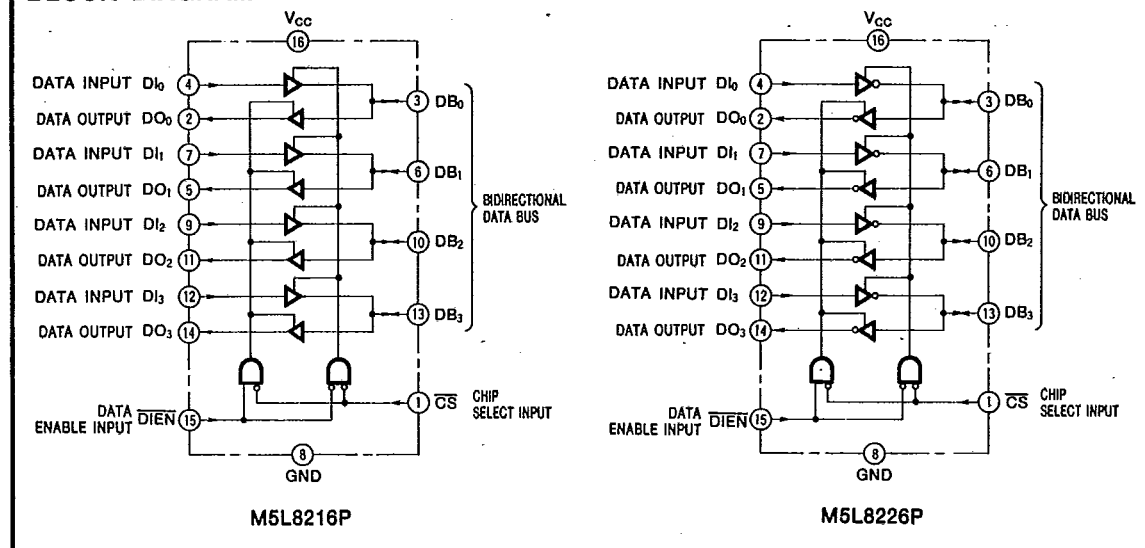 VCC
16
DATA INPUT DI0 4
3 DB0
DATA OUTPUT DO0 2
DATA INPUT DI1 7
6 DB1
DATA OUTPUT DO1 5
BIDIRECTIONAL
DATA BUS
DATA INPUT DI2 9
10 DB2
DATA OUTPUT DO2 11
DATA INPUT DI3 12
13 DB3
DATA OUTPUT DO3 14
1 CS CHIP
SELECT INPUT
DATA
ENABLE INPUT DIEN 15
8
GND
M5L8216P
VCC
16
DATA INPUT DI0 4
3 DB0
DATA OUTPUT DO0 2
DATA INPUT DI1 7
6 DB1
DATA OUTPUT DO1 5
BIDIRECTIONAL
DATA BUS
DATA INPUT DI2 9
10 DB2
DATA OUTPUT DO2 11
DATA INPUT DI3 12
13 DB3
DATA OUTPUT DO3 14
1 CS CHIP
SELECT INPUT
DATA
ENABLE INPUT DIEN 15
8
GND
M5L8226P